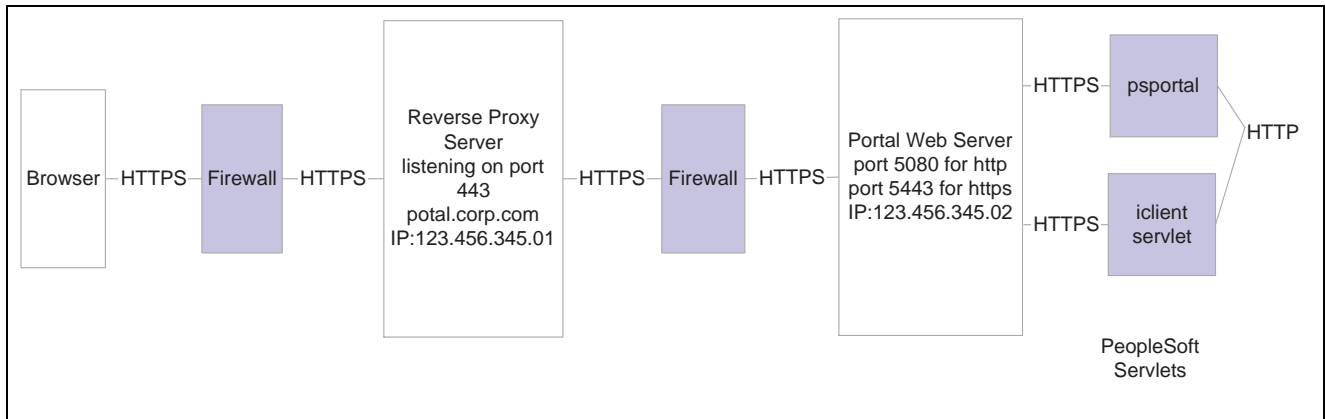 Browser
HTTPS
Firewall
HTTPS
Reverse Proxy
Server
listening on port
443
potal.corp.com
IP:123.456.345.01
HTTPS
Firewall
HTTPS
Portal Web Server
port 5080 for http
port 5443 for https
IP:123.456.345.02
HTTPS
psportal
HTTP
HTTPS
iclient
servlet
PeopleSoft
Servlets